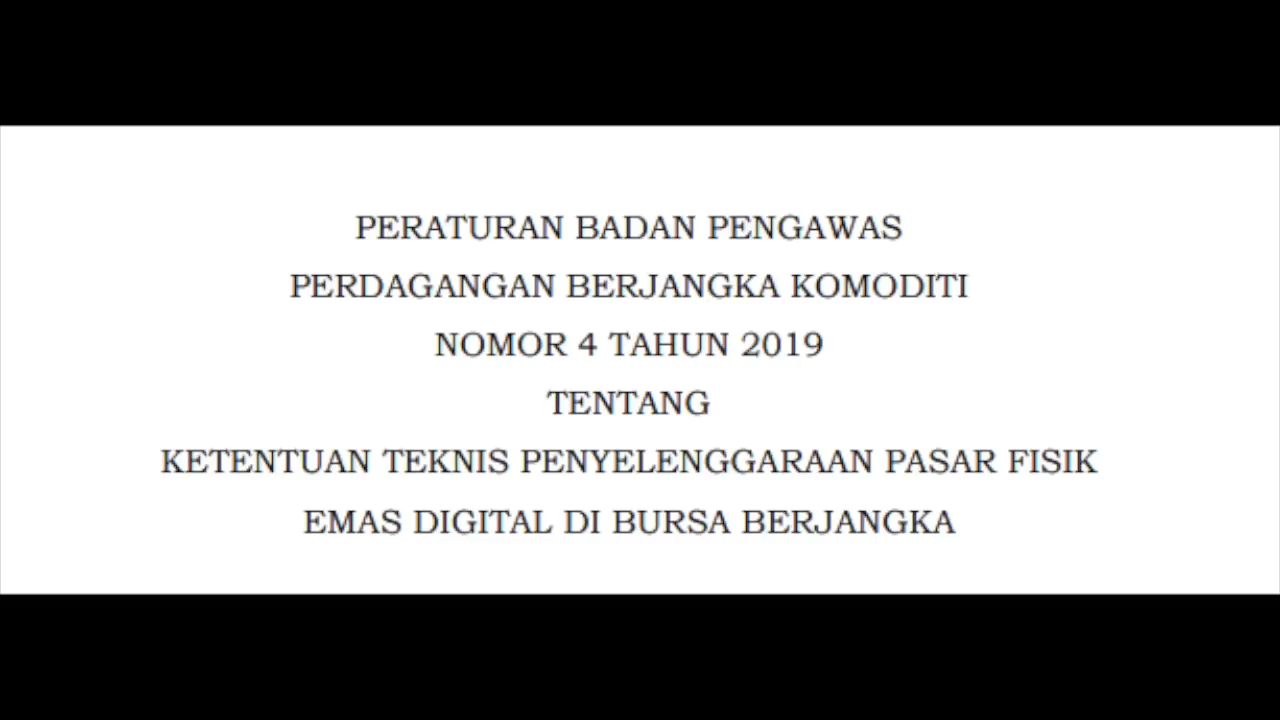 PERATURAN BADAN PENGAWAS
PERDAGANGAN BERJANGKA KOMODITI
NOMOR 4 TAHUN 2019
TENTANG
KETENTUAN TEKNIS PENYELENGGARAAN PASAR FISIK
EMAS DIGITAL DI BURSA BERJANGKA